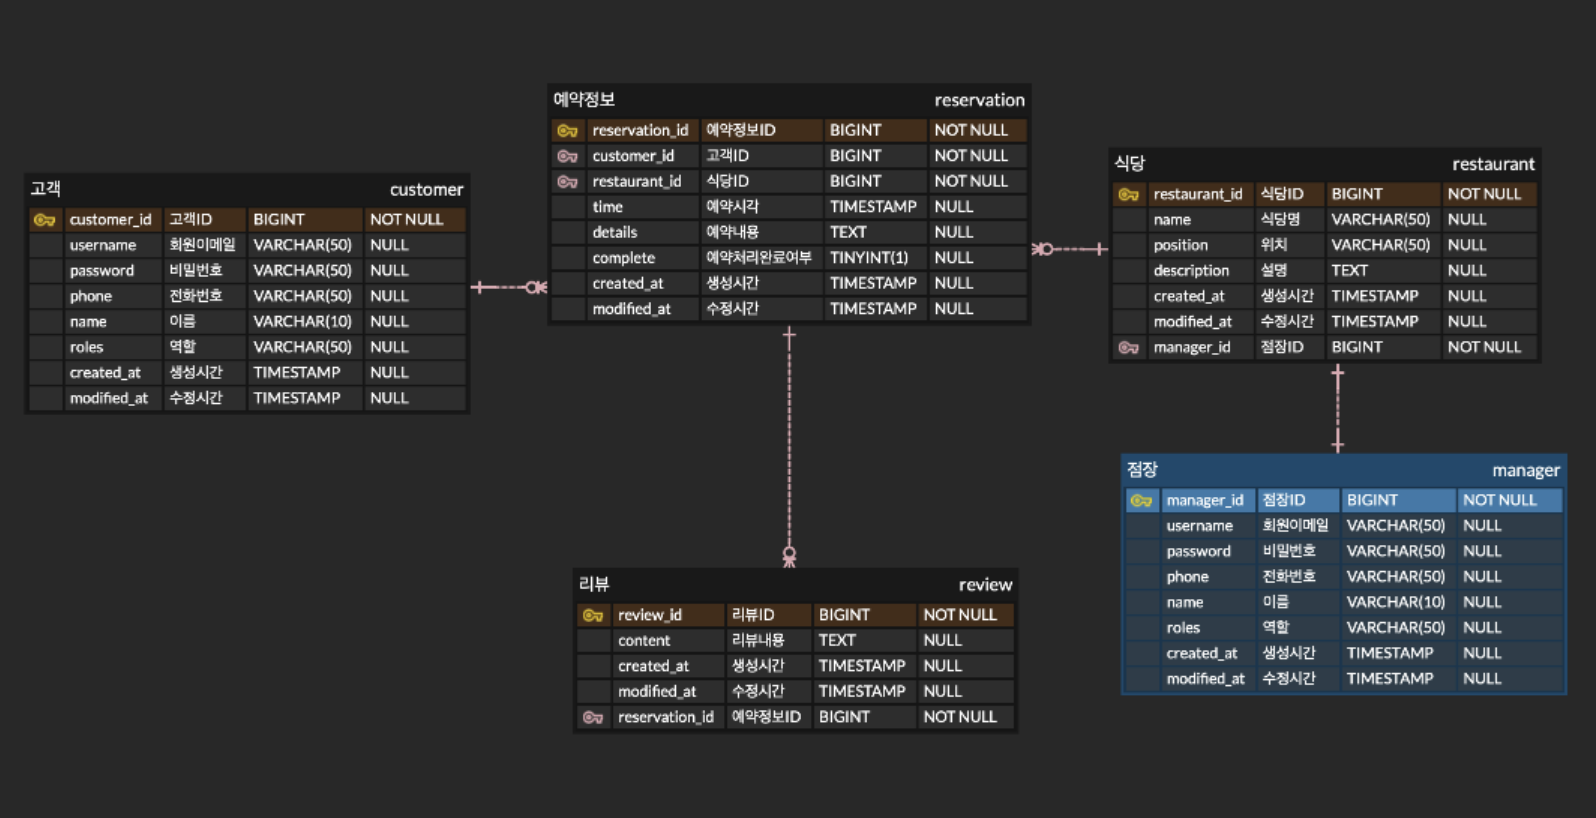 예약정보 reservation
reservation_id 예약정보ID BIGINT NOT NULL
customer_id 고객ID BIGINT NOT NULL
restaurant_id 식당ID BIGINT NOT NULL
time 예약시각 TIMESTAMP NULL
details 예약내용 TEXT NULL
complete 예약처리완료여부 TINYINT(1) NULL
created_at 생성시간 TIMESTAMP NULL
modified_at 수정시간 TIMESTAMP NULL
식당 restaurant
restaurant_id 식당ID BIGINT NOT NULL
name 식당명 VARCHAR(50) NULL
position 위치 VARCHAR(50) NULL
description 설명 TEXT NULL
created_at 생성시간 TIMESTAMP NULL
modified_at 수정시간 TIMESTAMP NULL
manager_id 점장ID BIGINT NOT NULL
고객 customer
customer_id 고객ID BIGINT NOT NULL
username 회원이메일 VARCHAR(50) NULL
password 비밀번호 VARCHAR(50) NULL
phone 전화번호 VARCHAR(50) NULL
name 이름 VARCHAR(10) NULL
roles 역할 VARCHAR(50) NULL
created_at 생성시간 TIMESTAMP NULL
modified_at 수정시간 TIMESTAMP NULL
점장 manager
manager_id 점장ID BIGINT NOT NULL
username 회원이메일 VARCHAR(50) NULL
password 비밀번호 VARCHAR(50) NULL
phone 전화번호 VARCHAR(50) NULL
name 이름 VARCHAR(10) NULL
roles 역할 VARCHAR(50) NULL
created_at 생성시간 TIMESTAMP NULL
modified_at 수정시간 TIMESTAMP NULL
리뷰 review
review_id 리뷰ID BIGINT NOT NULL
content 리뷰내용 TEXT NULL
created_at 생성시간 TIMESTAMP NULL
modified_at 수정시간 TIMESTAMP NULL
reservation_id 예약정보ID BIGINT NOT NULL